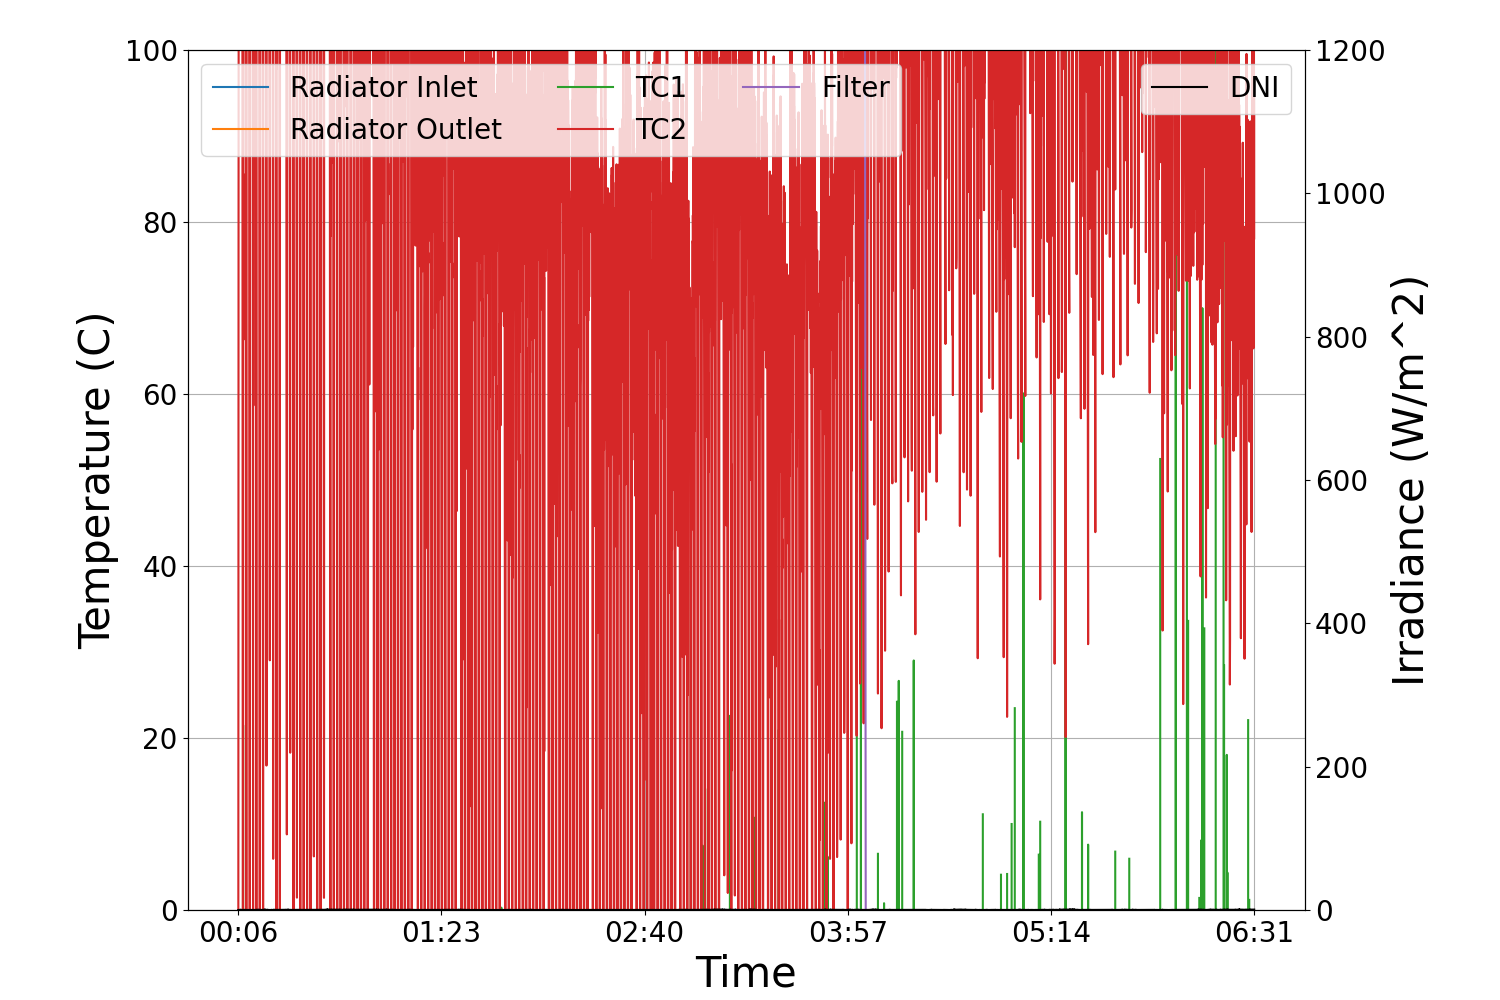 100
80
60
40
20
0
Temperature (C)
Radiator Inlet
Radiator Outlet
TC1
TC2
Filter
DNI
1200
1000
800
600
400
200
0
Irradiance (W/m^2)
00:06
01:23
02:40
03:57
05:14
06:31
Time